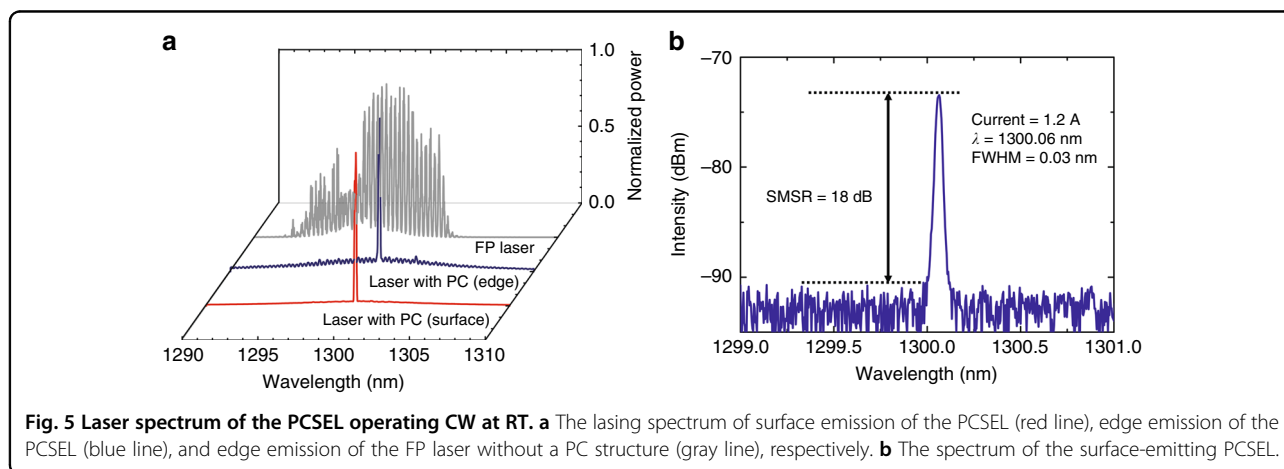 a
1.0
0.5
0.0
Normalized power
FP laser
Laser with PC (edge)
Laser with PC (surface)
1290 1295 1300 1305 1310
Wavelength (nm)
b
−70
−80
−90
Intensity (dBm)
Current = 1.2 A
λ = 1300.06 nm
FWHM = 0.03 nm
SMSR = 18 dB
1299.0 1299.5 1300.0 1300.5 1301.0
Wavelength (nm)
Fig. 5 Laser spectrum of the PCSEL operating CW at RT. a The lasing spectrum of surface emission of the PCSEL (red line), edge emission of the
PCSEL (blue line), and edge emission of the FP laser without a PC structure (gray line), respectively. b The spectrum of the surface-emitting PCSEL.